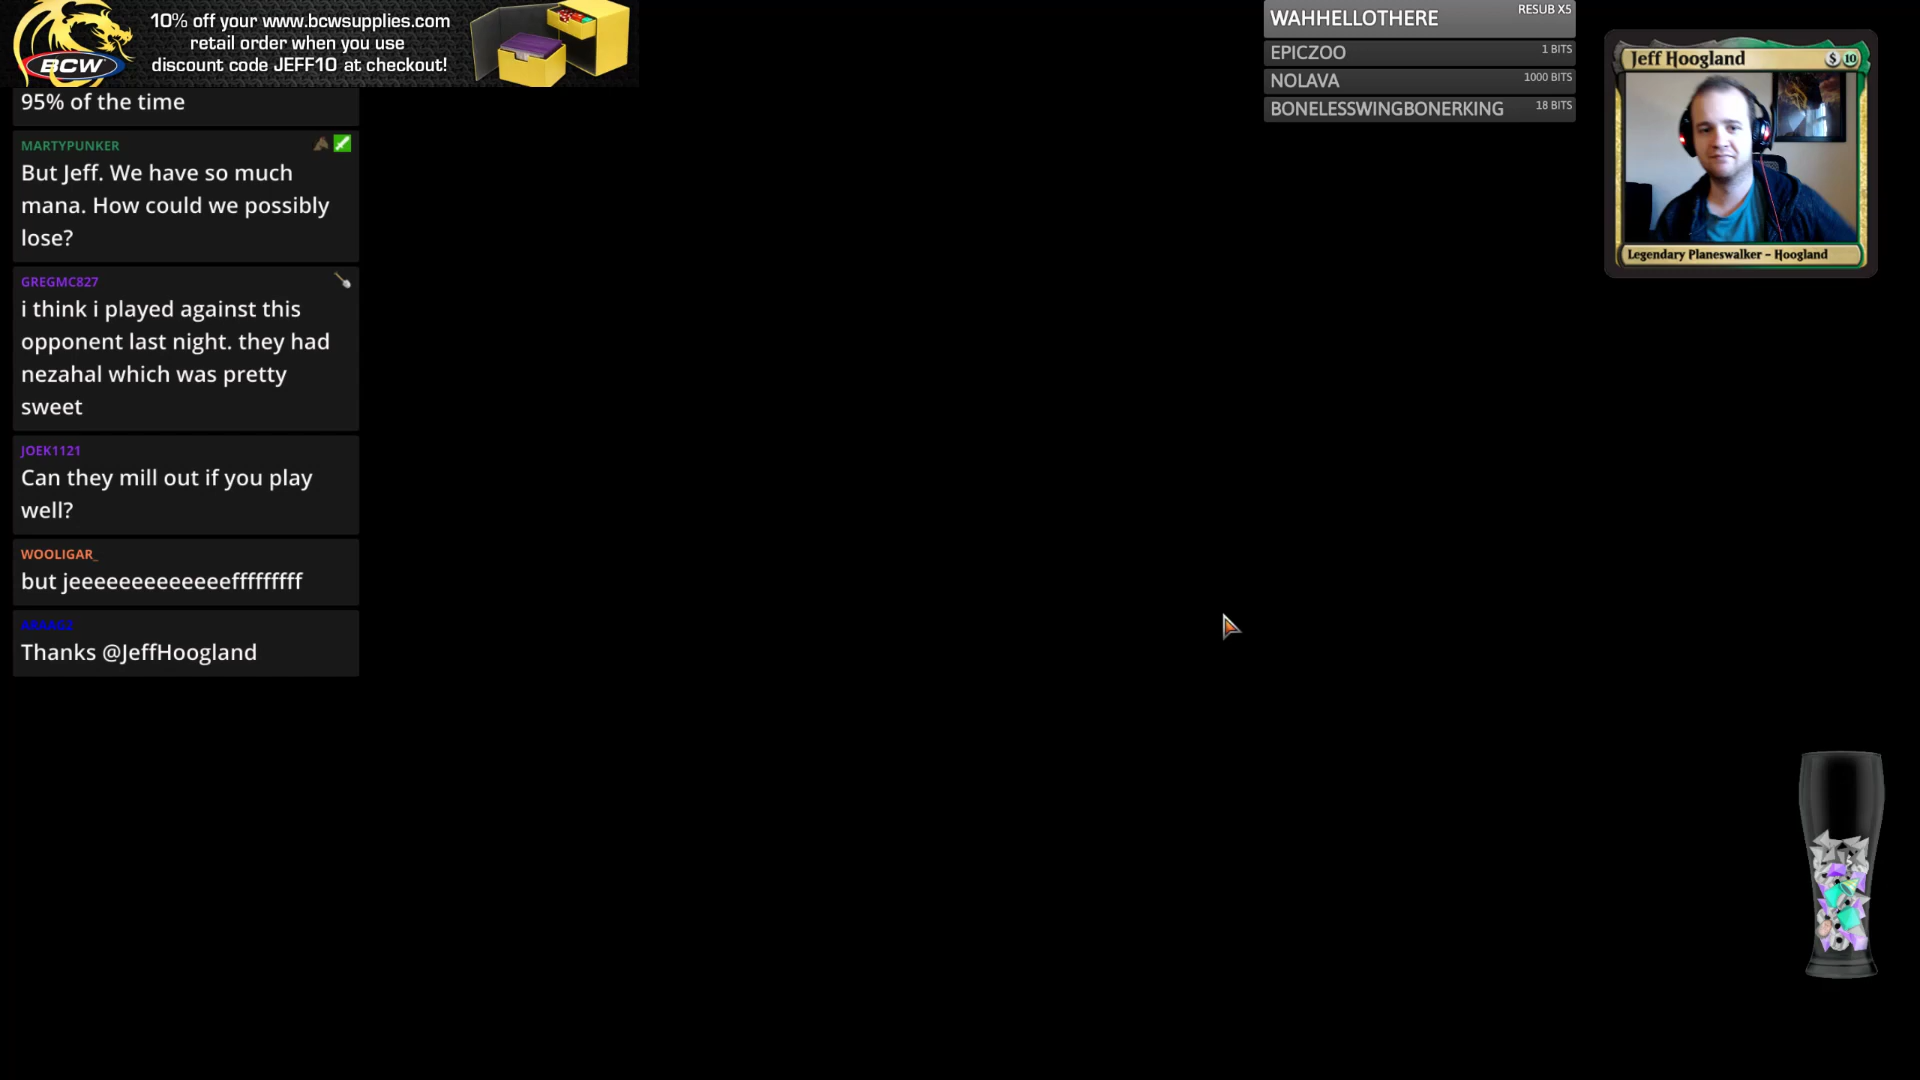 10% off your www.bcwsupplies.com
retail order when you use
discount code JEFF10 at checkout!
BCW
95% of the time
MARTYPUNKER
But Jeff. We have so much
mana. How could we possibly
lose?
GREGMC827
i think i played against this
opponent last night. they had
nezahal which was pretty
sweet
JOEK1121
Can they mill out if you play
well?
WOOLIGAR_
but jeeeeeeeeeeeeefffffffff
Thanks @JeffHoogland
WAHHELLOTHERE RESUB X5
EPICZOO 1 BITS
NOLAVA 1000 BITS
BONELESSWINGBONERKING 18 BITS
Jeff Hoogland $ 10
Legendary Planeswalker – Hoogland